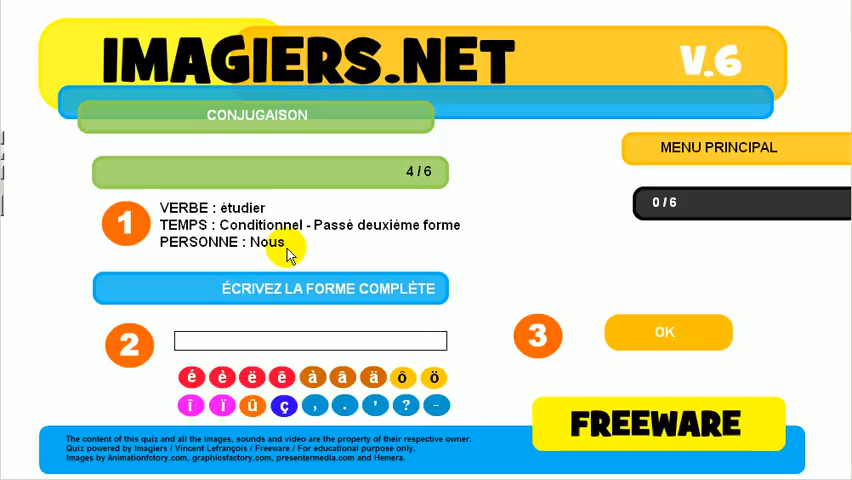 IMAGIERS.NET
V.6
CONJUGAISON
MENU PRINCIPAL
4 / 6
0 / 6
1
VERBE : étudier
TEMPS : Conditionnel - Passé deuxième forme
PERSONNE : Nous
ÉCRIVEZ LA FORME COMPLÈTE
2
3
OK
é è ë ê à â ä ô ö
î ï û ç , . ' ? -
FREEWARE
The content of this quiz and all the images, sounds and video are the property of their respective owner.
Quiz powered by Imagiers / Vincent Lefrançois / Freeware / For educational purpose only.
Images by Animationfctory.com, graphicsfactory.com, presentermedia.com and Hemera.